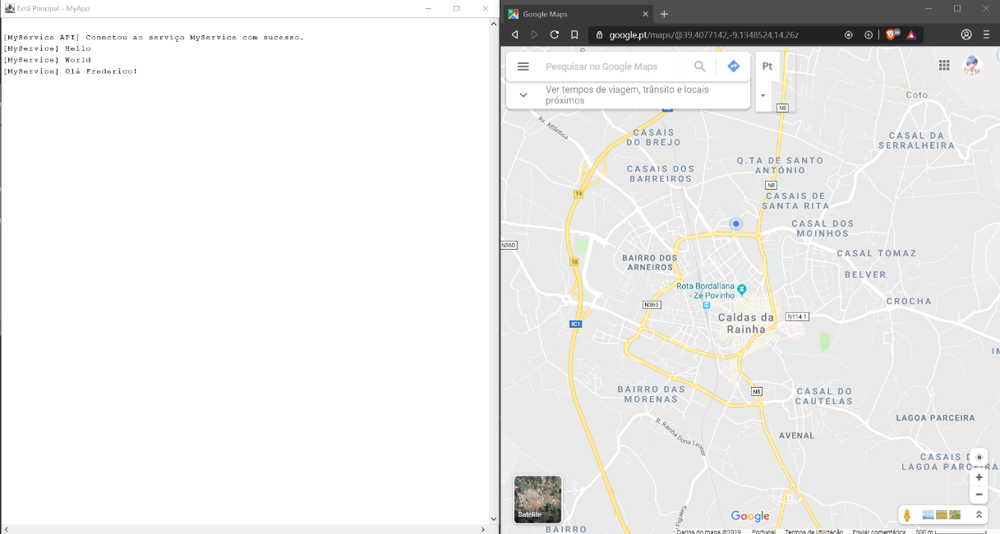 Ecrã Principal - MyApp
[MyService API] Conectou ao serviço MyService com sucesso.
[MyService] Hello
[MyService] World
[MyService] Olá Frederico!
Google Maps
google.pt/maps/@39.4077142,-9.1348524,14.26z
Pesquisar no Google Maps
Pt
Ver tempos de viagem, trânsito e locais
próximos
N8
Coto
Av. Atlântica
CASAIS
DO BREJO
CASAL DA
SERRALHEIRA
Q.TA DE SANTO
ANTÓNIO
CASAIS DOS
BARREIROS
N8
19
CASAIS DE
SANTA RITA
CASAL DOS
MOINHOS
N360
CASAL TOMAZ
BAIRRO DOS
ARNEIROS
18
BELVER
Rota Bordaliana
- Zé Povinho
N360
CROCHA
Caldas da
Rainha
N114-1
IC1
BAIRRO DAS
MORENAS
N8
CASAL DO
CAUTELAS
LAGOA PARCEIRA
R. Rainha Dona Leonor
AVENAL
CASAIS D
LAGOA PARCEIRA
Satélite
Google
BAIRRO
Figueira
Dados do mapa ©2019
Portugal
Termos de Utilização
Enviar comentários
500 m